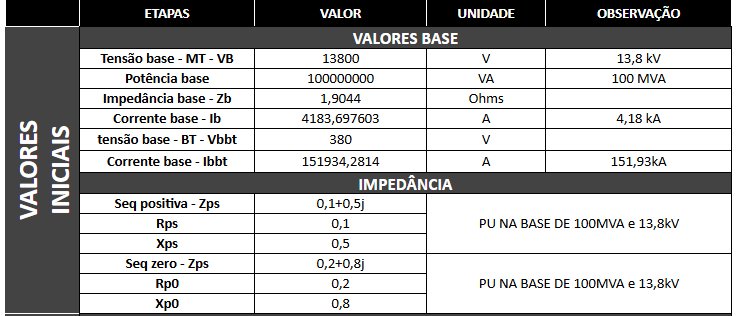 ETAPAS VALOR UNIDADE OBSERVAÇÃO
VALORES INICIAIS
VALORES BASE
Tensão base - MT - VB 13800 V 13,8 kV
Potência base 100000000 VA 100 MVA
Impedância base - Zb 1,9044 Ohms
Corrente base - Ib 4183,697603 A 4,18 kA
tensão base - BT - Vbbt 380 V
Corrente base - Ibbt 151934,2814 A 151,93kA
IMPEDÂNCIA
Seq positiva - Zps 0,1+0,5j
Rps 0,1 PU NA BASE DE 100MVA e 13,8kV
Xps 0,5
Seq zero - Zps 0,2+0,8j
Rp0 0,2 PU NA BASE DE 100MVA e 13,8kV
Xp0 0,8